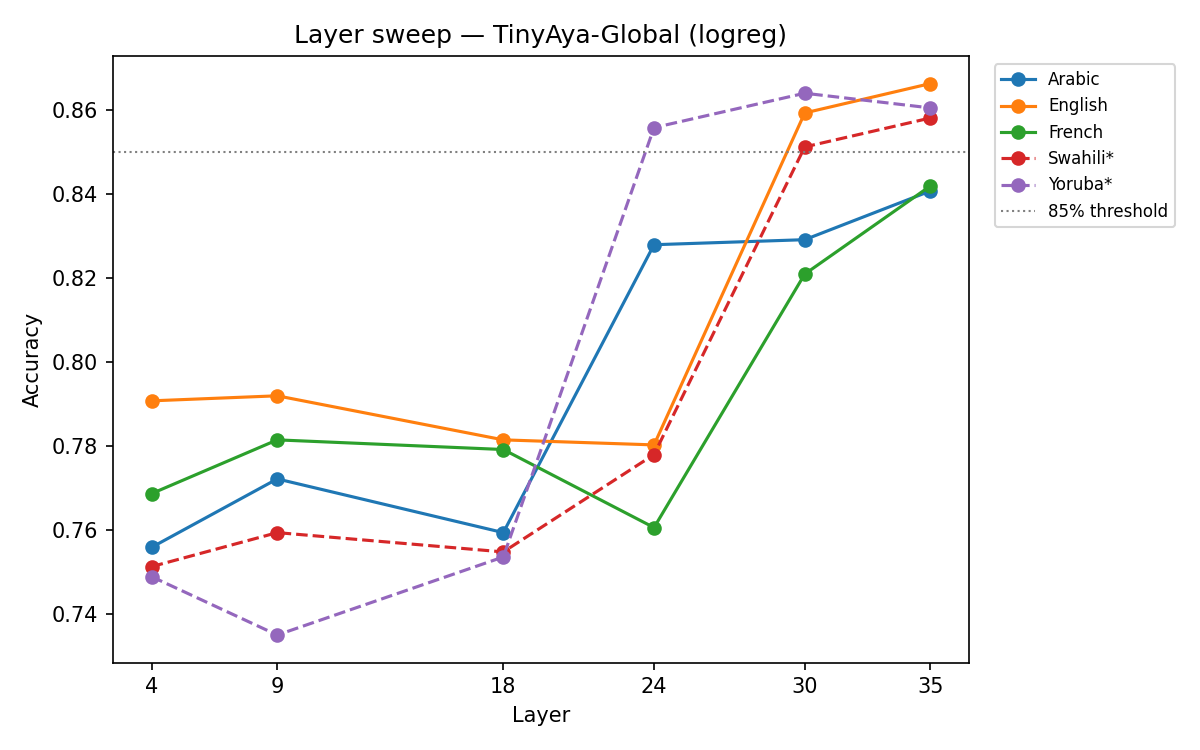 Layer sweep — TinyAya-Global (logreg)
Arabic
English
French
Swahili*
Yoruba*
85% threshold
Accuracy
0.86
0.84
0.82
0.80
0.78
0.76
0.74
4 9 18 24 30 35
Layer